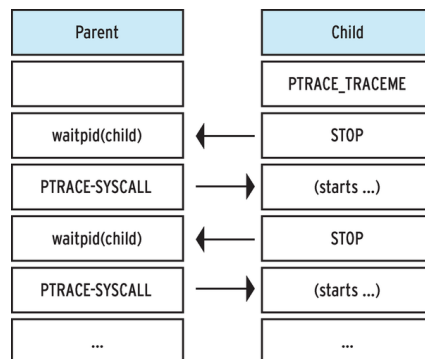 Parent Child
PTRACE_TRACEME
waitpid(child) STOP
PTRACE-SYSCALL (starts ...)
waitpid(child) STOP
PTRACE-SYSCALL (starts ...)
... ...